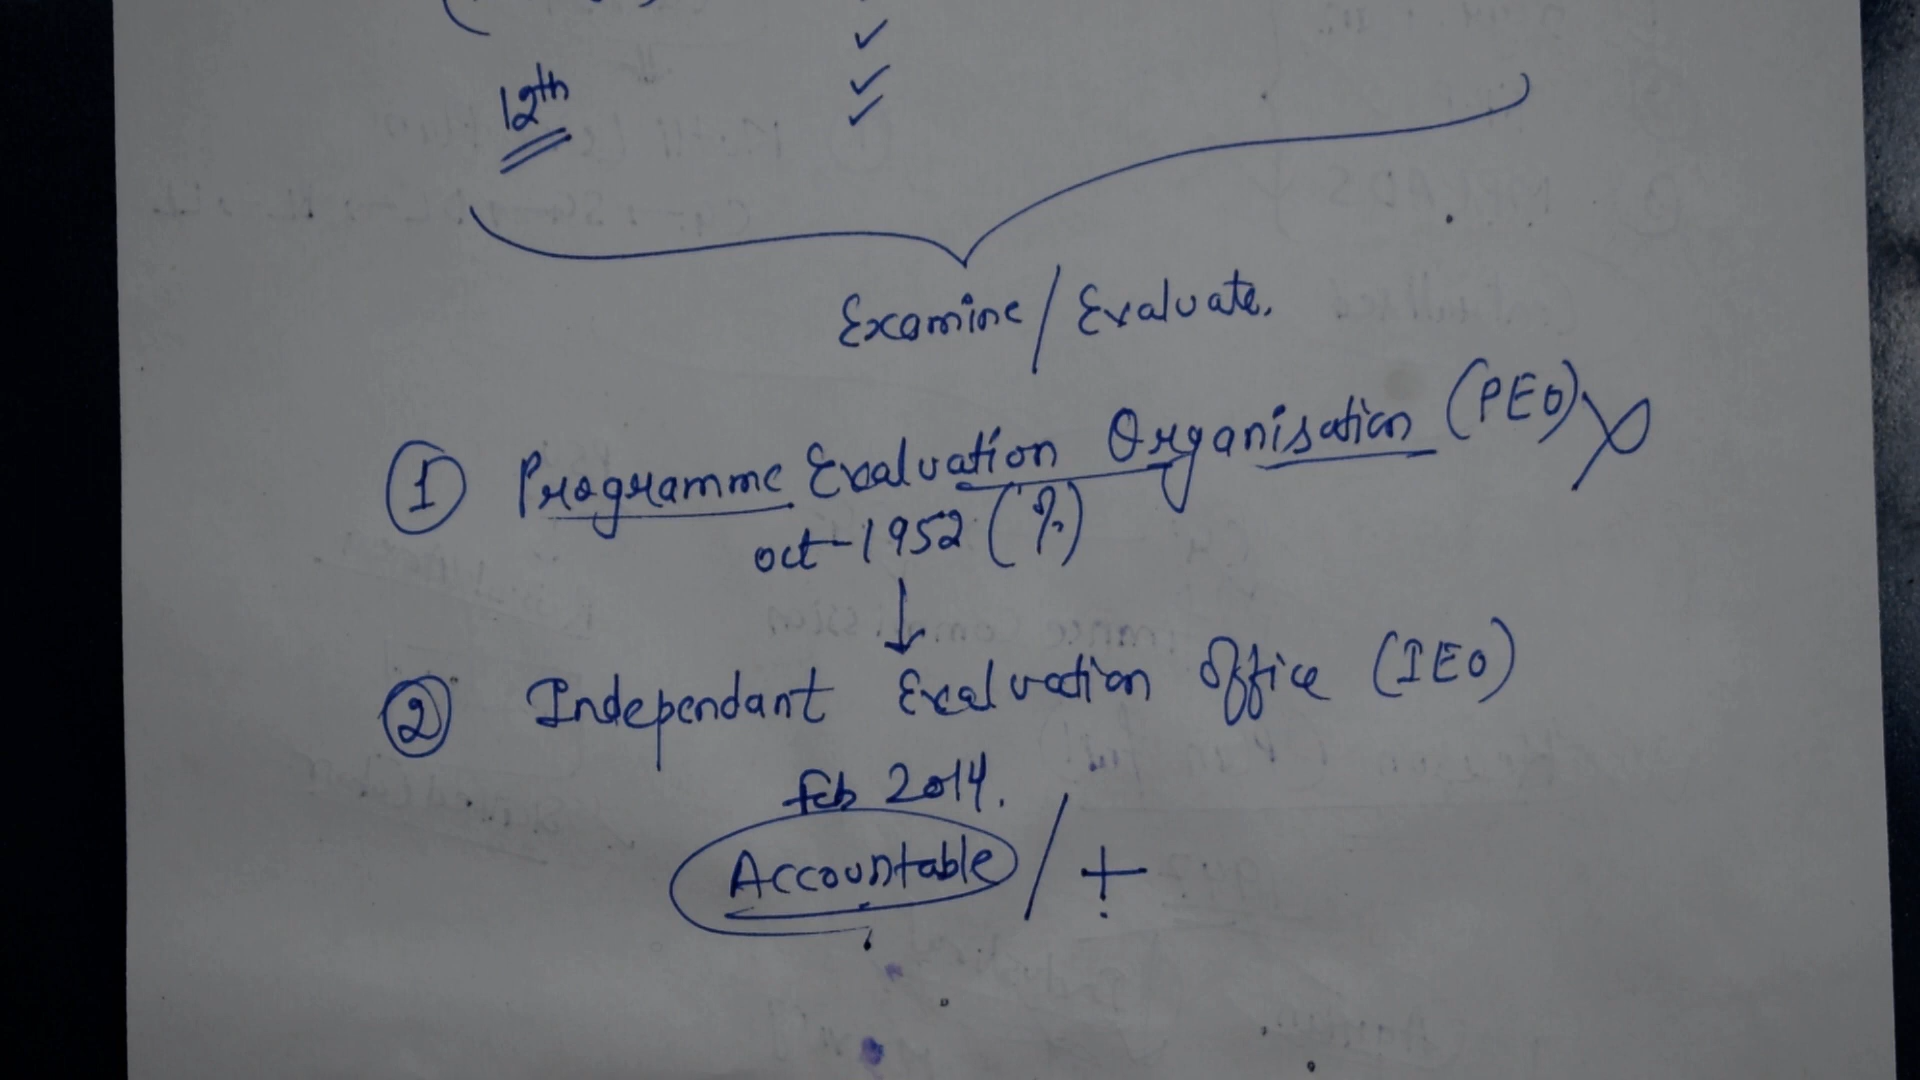 12th
Examine / Evaluate.
① Programme Evaluation Organisation (PEO)
oct-1952 (%)
② Independant Evaluation Office (IEO)
feb 2014.
Accountable / +